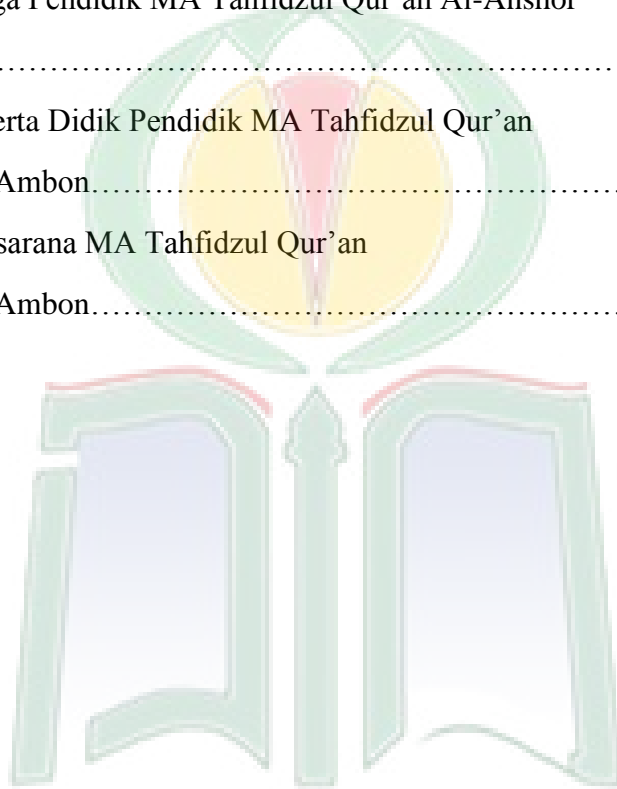 ga Pendidik MA Tahfidzul Qur’an Al-Anshor
……………………………………………………………
erta Didik Pendidik MA Tahfidzul Qur’an
Ambon…………………………………………………
sarana MA Tahfidzul Qur’an
Ambon…………………………………………………